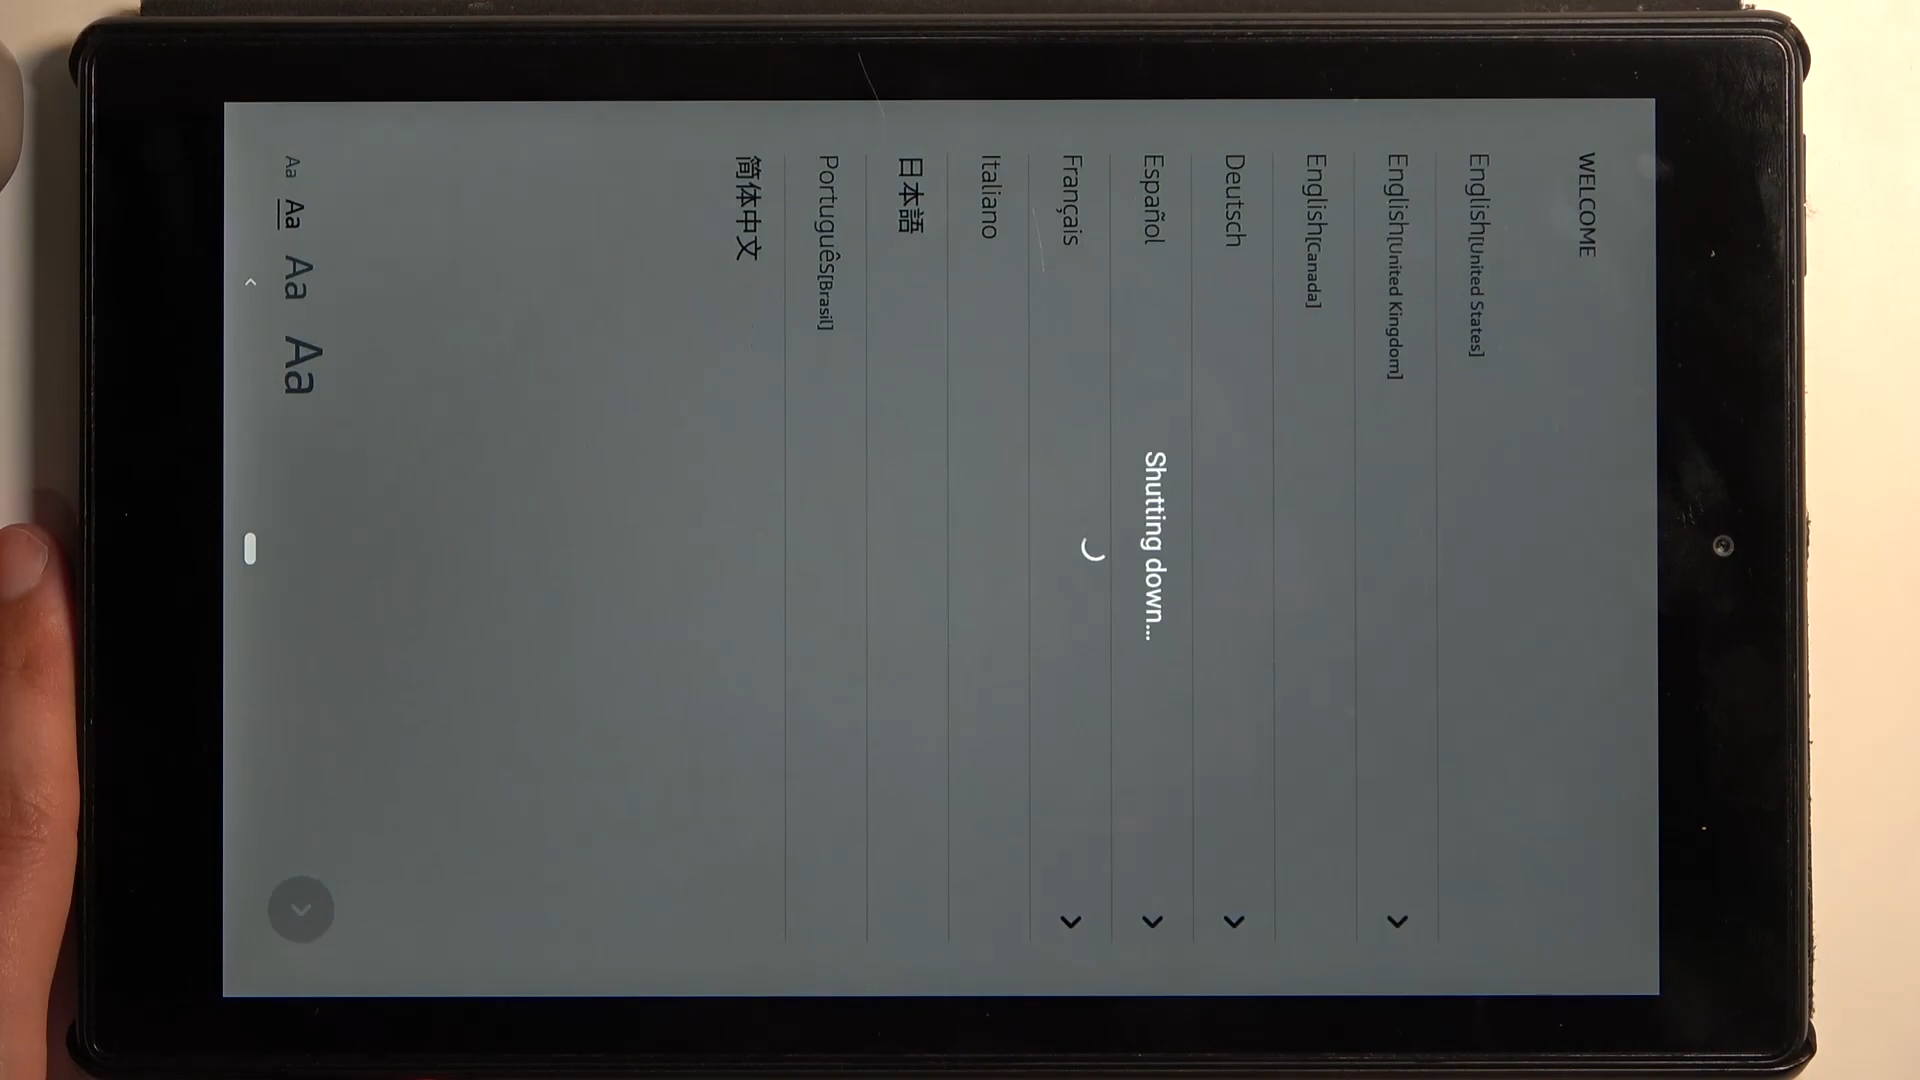 WELCOME
English[United States]
English[United Kingdom]
English[Canada]
Deutsch
Español
Shutting down...
Français
Italiano
日本語
Português[Brasil]
简体中文
Aa Aa Aa Aa